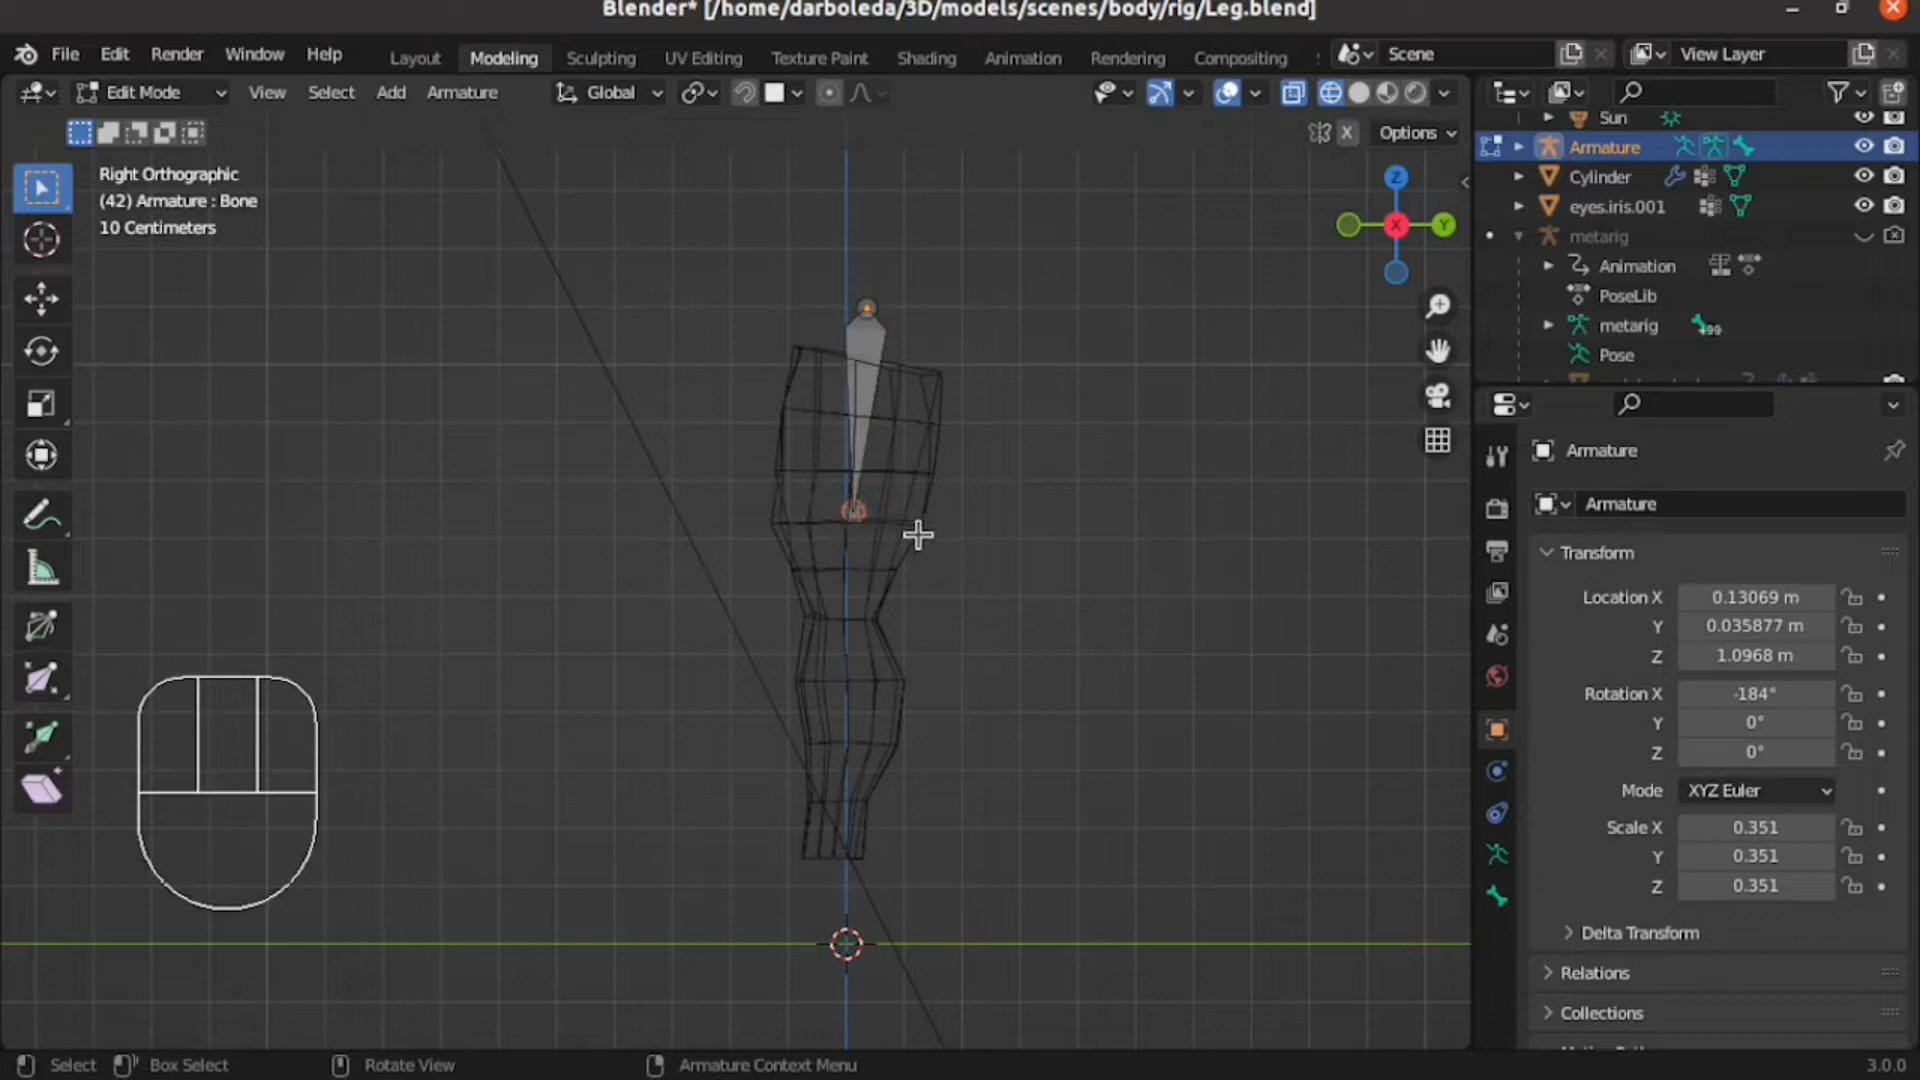 Blender* [/home/darboleda/3D/models/scenes/body/rig/Leg.blend]
File Edit Render Window Help Layout Modeling Sculpting UV Editing Texture Paint Shading Animation Rendering Compositing Scene View Layer
Edit Mode View Select Add Armature Global
X Options
Right Orthographic
(42) Armature : Bone
10 Centimeters
Z
X
Y
Sun
Armature
Cylinder
eyes.iris.001
metarig
Animation
PoseLib
metarig
99
Pose
Armature
Armature
Transform
Location X 0.13069 m
Y 0.035877 m
Z 1.0968 m
Rotation X -184°
Y 0°
Z 0°
Mode XYZ Euler
Scale X 0.351
Y 0.351
Z 0.351
Delta Transform
Relations
Collections
Select Box Select Rotate View Armature Context Menu 3.0.0